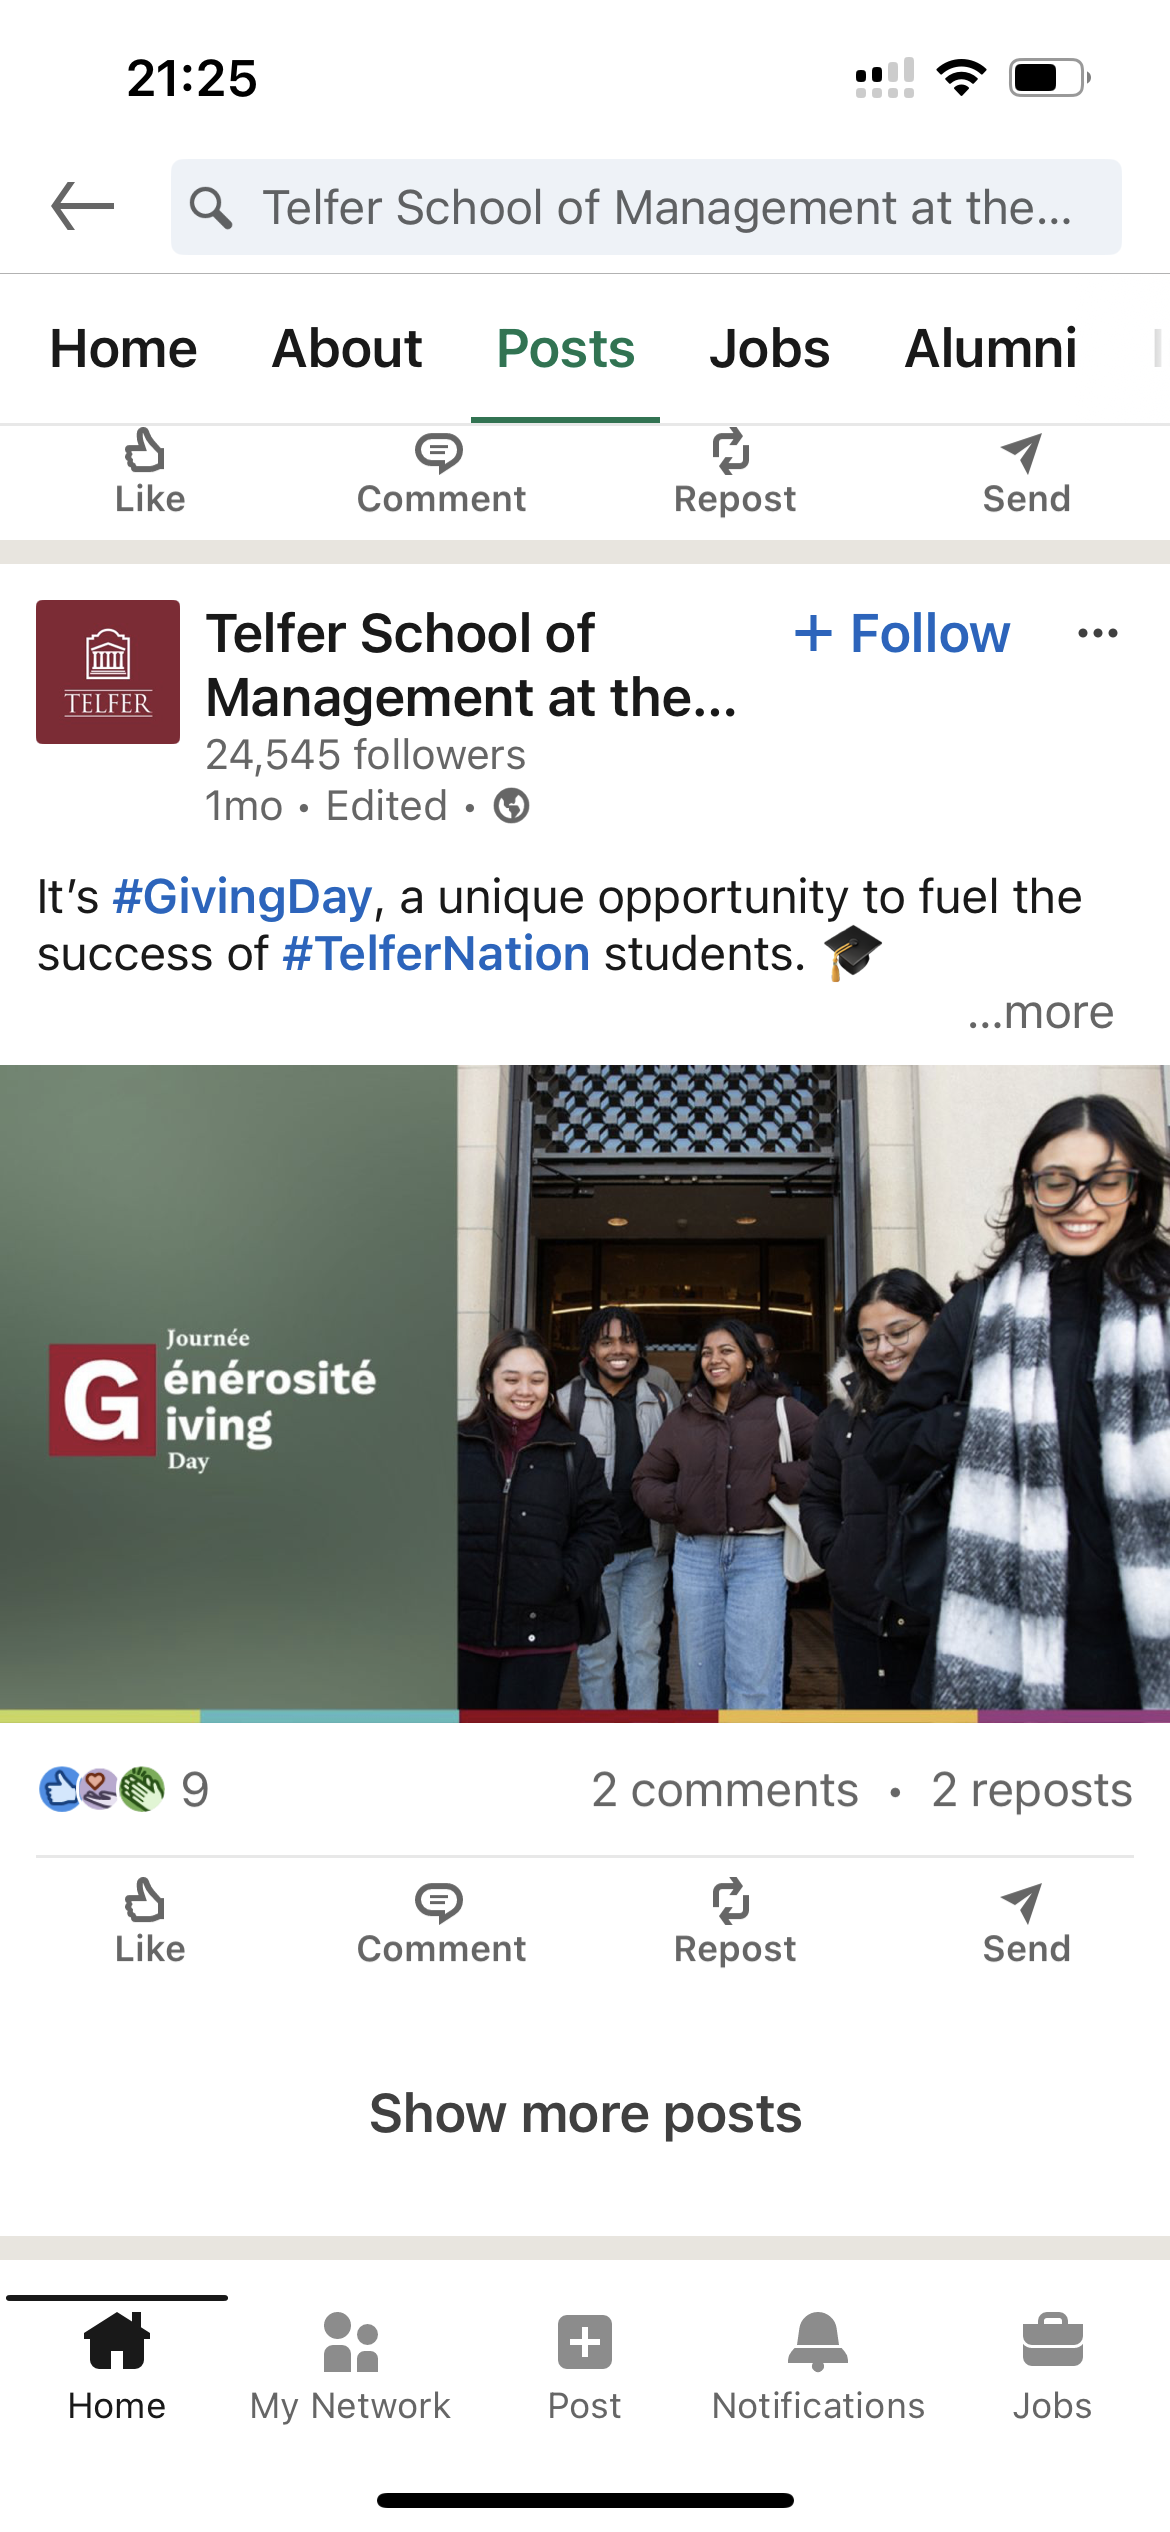 21:25
Telfer School of Management at the...
Home About Posts Jobs Alumni
Like Comment Repost Send
TELFER
Telfer School of
Management at the...
+ Follow
24,545 followers
1mo • Edited •
It’s #GivingDay, a unique opportunity to fuel the
success of #TelferNation students.
...more
Journée
Générosité
iving
Day
9
2 comments • 2 reposts
Like Comment Repost Send
Show more posts
Home My Network Post Notifications Jobs